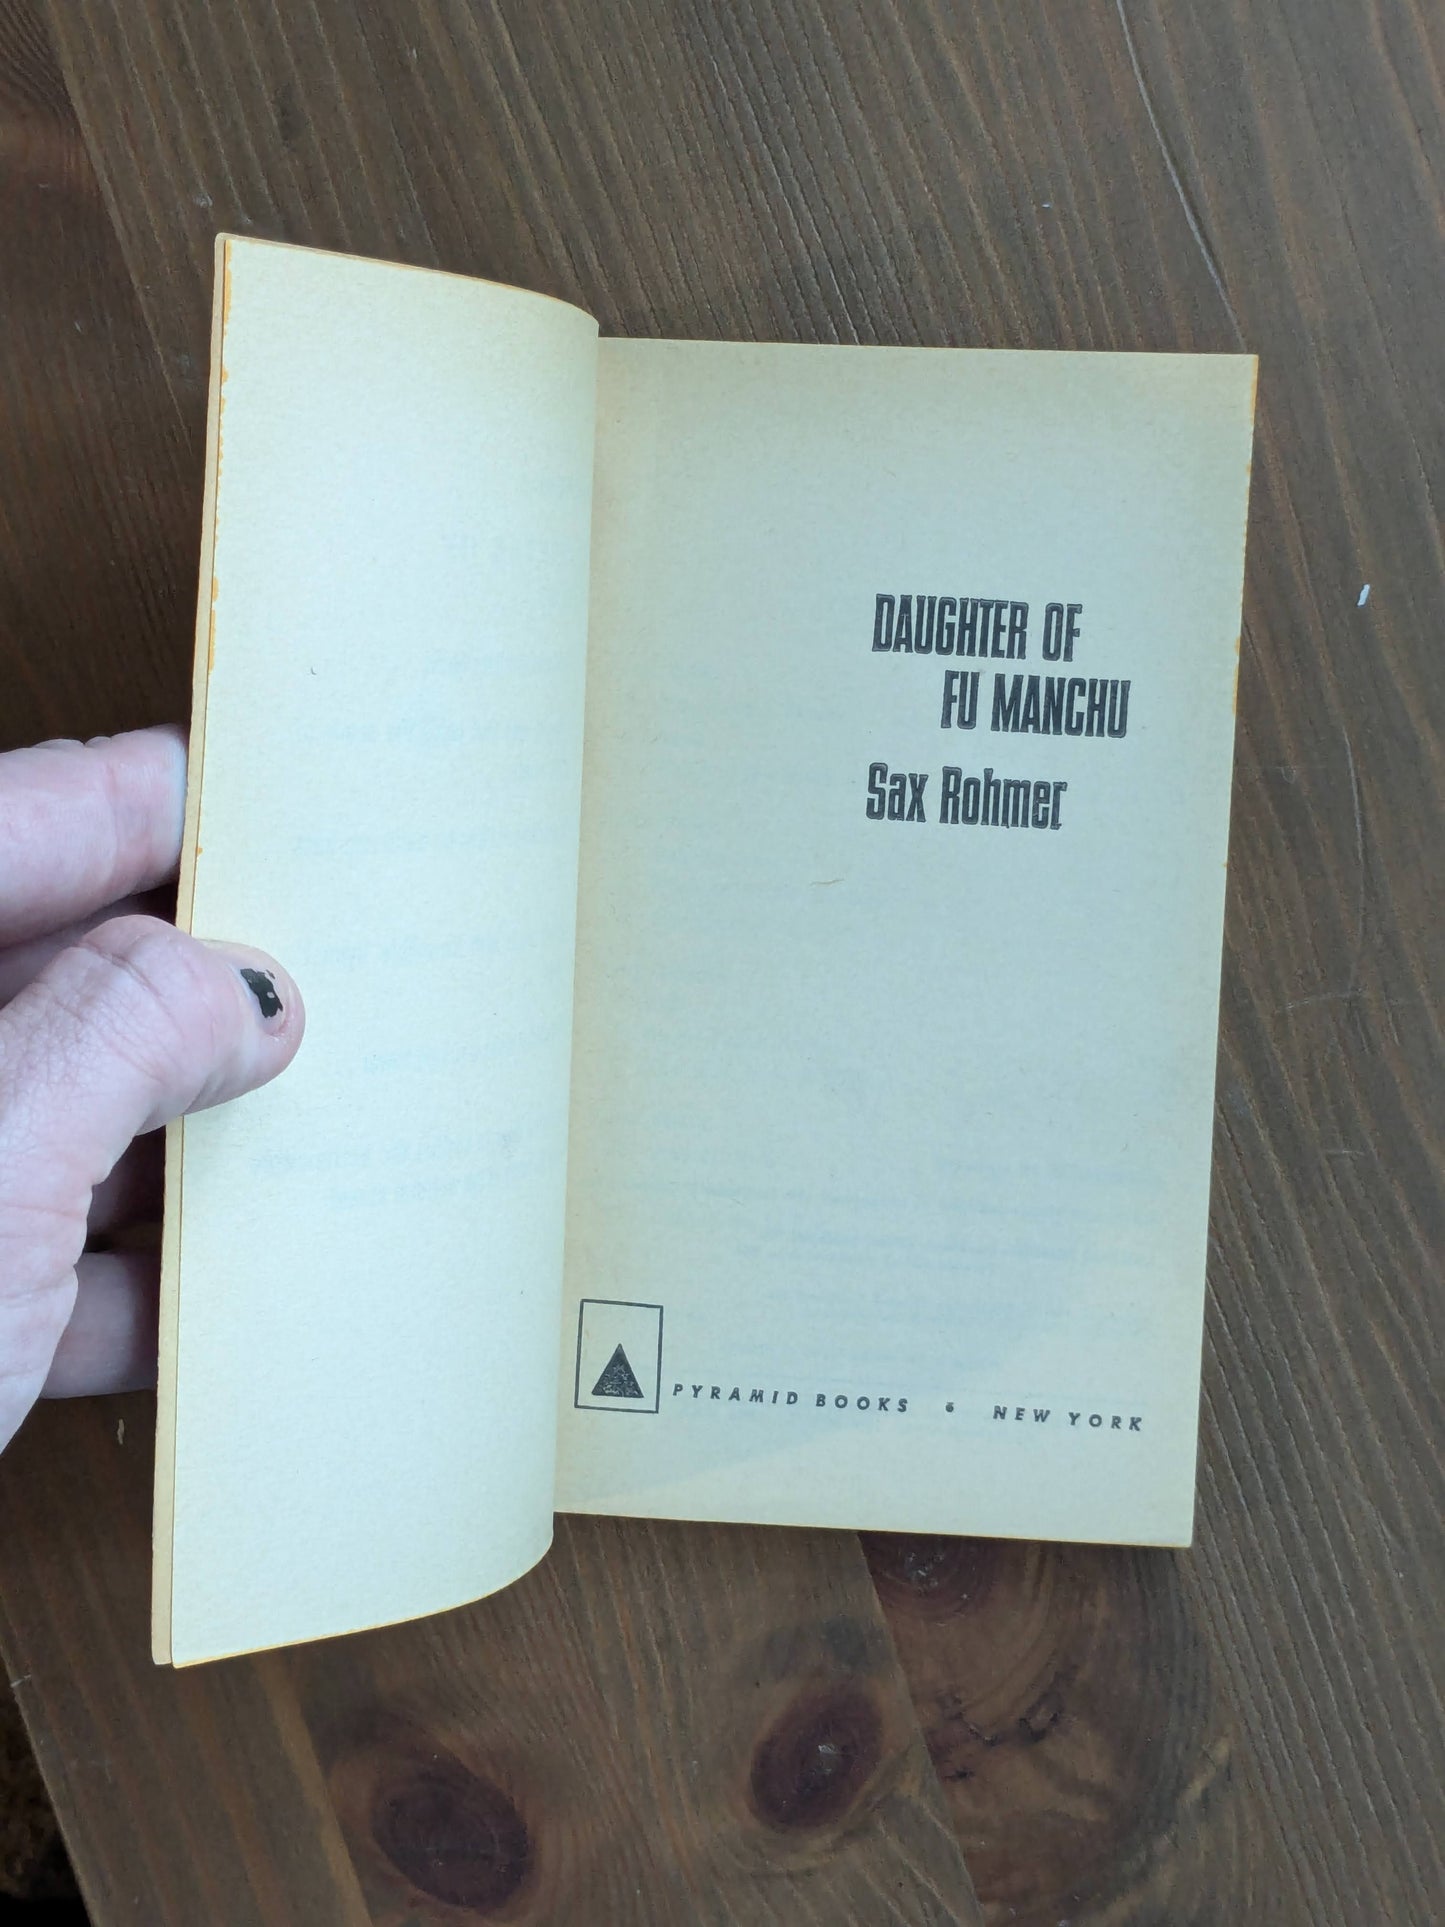 DAUGHTER OF
FU MANCHU
Sax Rohmer
PYRAMID BOOKS • NEW YORK